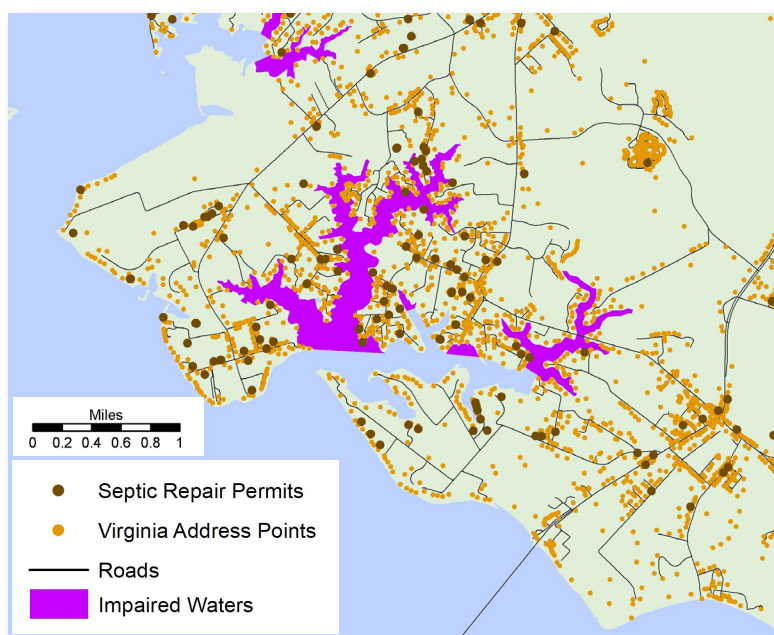 Miles
0 0.2 0.4 0.6 0.8 1
Septic Repair Permits
Virginia Address Points
Roads
Impaired Waters